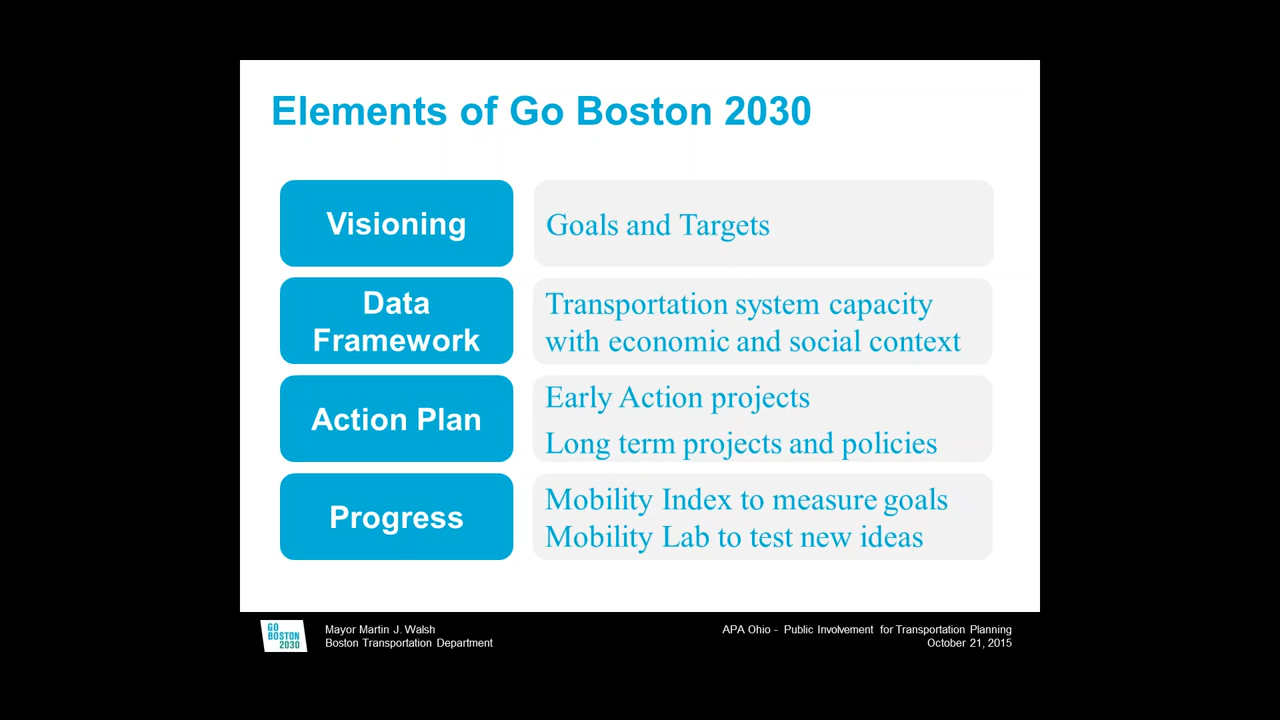 Elements of Go Boston 2030
Visioning
Goals and Targets
Data
Framework
Transportation system capacity
with economic and social context
Action Plan
Early Action projects
Long term projects and policies
Progress
Mobility Index to measure goals
Mobility Lab to test new ideas
GO
BOSTON
2030
Mayor Martin J. Walsh
Boston Transportation Department
APA Ohio - Public Involvement for Transportation Planning
October 21, 2015